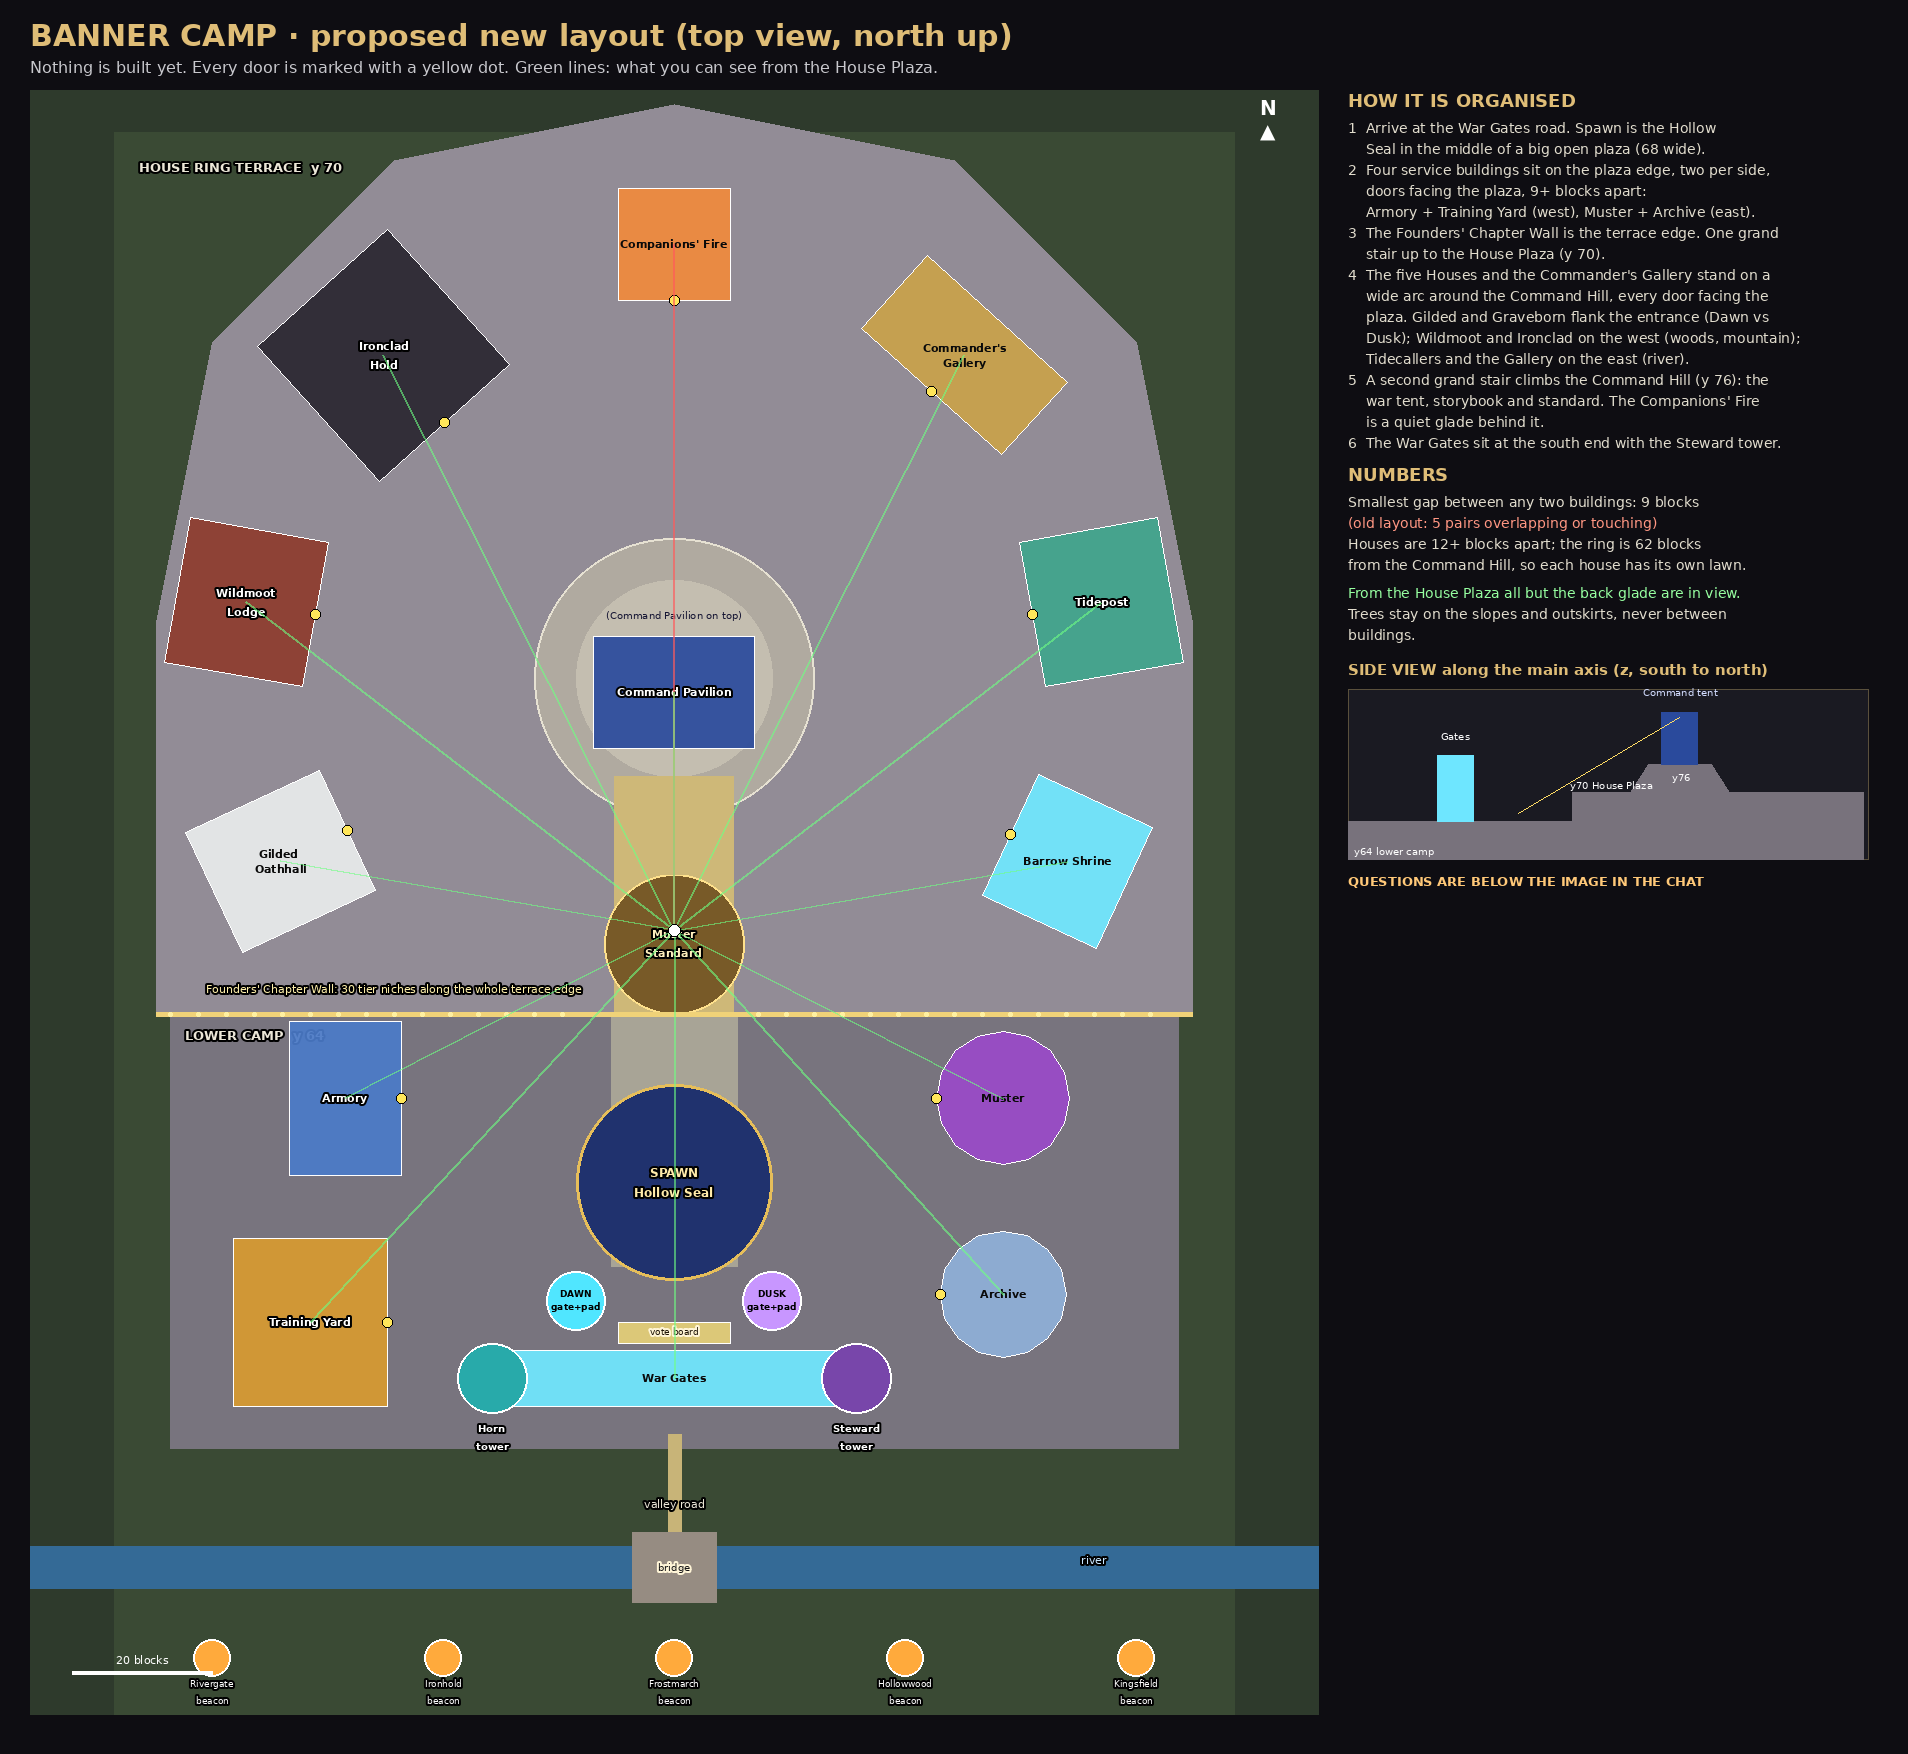 BANNER CAMP · proposed new layout (top view, north up)
Nothing is built yet. Every door is marked with a yellow dot. Green lines: what you can see from the House Plaza.
N
HOUSE RING TERRACE y 70
Companions' Fire
Ironclad
Hold
Commander's
Gallery
Wildmoot
Lodge
Tidepost
(Command Pavilion on top)
Command Pavilion
Gilded
Oathhall
Barrow Shrine
Muster
Standard
Founders' Chapter Wall: 30 tier niches along the whole terrace edge
LOWER CAMP y 64
Armory
Muster
SPAWN
Hollow Seal
Training Yard
DAWN
gate+pad
DUSK
gate+pad
Archive
vote board
War Gates
Horn
tower
Steward
tower
valley road
bridge
river
20 blocks
Rivergate
beacon
Ironhold
beacon
Frostmarch
beacon
Hollowwood
beacon
Kingsfield
beacon
HOW IT IS ORGANISED
1 Arrive at the War Gates road. Spawn is the Hollow
Seal in the middle of a big open plaza (68 wide).
2 Four service buildings sit on the plaza edge, two per side,
doors facing the plaza, 9+ blocks apart:
Armory + Training Yard (west), Muster + Archive (east).
3 The Founders' Chapter Wall is the terrace edge. One grand
stair up to the House Plaza (y 70).
4 The five Houses and the Commander's Gallery stand on a
wide arc around the Command Hill, every door facing the
plaza. Gilded and Graveborn flank the entrance (Dawn vs
Dusk); Wildmoot and Ironclad on the west (woods, mountain);
Tidecallers and the Gallery on the east (river).
5 A second grand stair climbs the Command Hill (y 76): the
war tent, storybook and standard. The Companions' Fire
is a quiet glade behind it.
6 The War Gates sit at the south end with the Steward tower.
NUMBERS
Smallest gap between any two buildings: 9 blocks
(old layout: 5 pairs overlapping or touching)
Houses are 12+ blocks apart; the ring is 62 blocks
from the Command Hill, so each house has its own lawn.
From the House Plaza all but the back glade are in view.
Trees stay on the slopes and outskirts, never between
buildings.
SIDE VIEW along the main axis (z, south to north)
Command tent
Gates
y76
y70 House Plaza
y64 lower camp
QUESTIONS ARE BELOW THE IMAGE IN THE CHAT